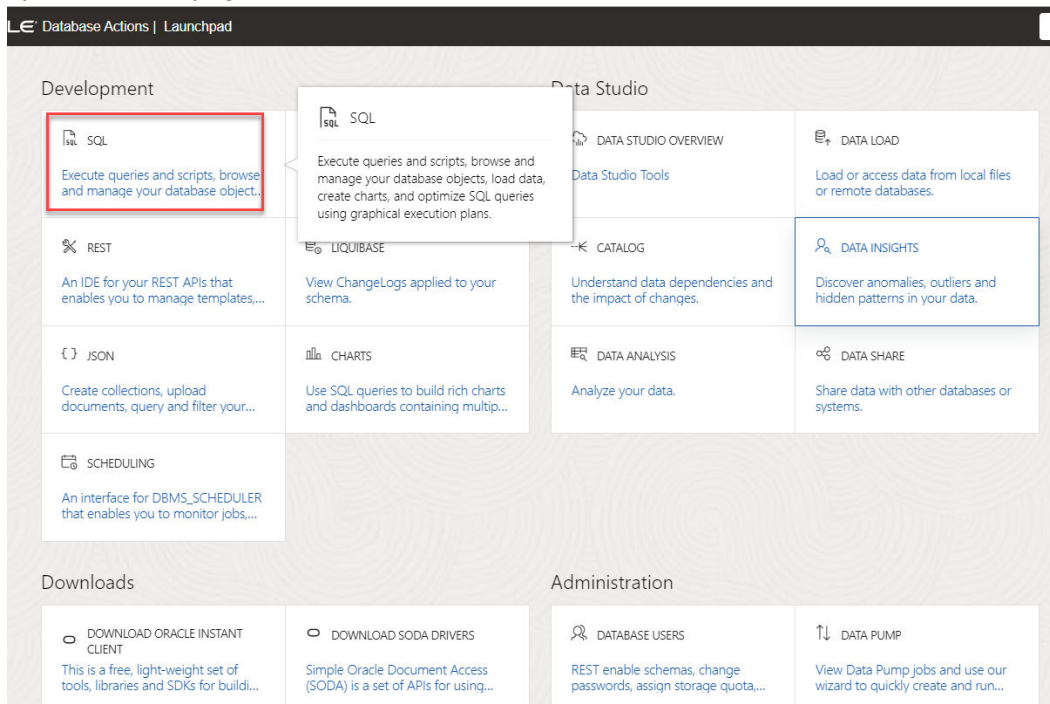 LE Database Actions | Launchpad
Development
SQL
Execute queries and scripts, browse
and manage your database object..
SQL
Execute queries and scripts, browse and
manage your database objects, load data,
create charts, and optimize SQL queries
using graphical execution plans.
REST
An IDE for your REST APIs that
enables you to manage templates,...
LIQUIBASE
View ChangeLogs applied to your
schema.
{} JSON
Create collections, upload
documents, query and filter your...
CHARTS
Use SQL queries to build rich charts
and dashboards containing multip...
SCHEDULING
An interface for DBMS_SCHEDULER
that enables you to monitor jobs,...
Data Studio
DATA STUDIO OVERVIEW
Data Studio Tools
DATA LOAD
Load or access data from local files
or remote databases.
CATALOG
Understand data dependencies and
the impact of changes.
DATA INSIGHTS
Discover anomalies, outliers and
hidden patterns in your data.
DATA ANALYSIS
Analyze your data.
DATA SHARE
Share data with other databases or
systems.
Downloads
DOWNLOAD ORACLE INSTANT
CLIENT
This is a free, light-weight set of
tools, libraries and SDKs for buildi...
DOWNLOAD SODA DRIVERS
Simple Oracle Document Access
(SODA) is a set of APIs for using...
Administration
DATABASE USERS
REST enable schemas, change
passwords, assign storage quota,...
DATA PUMP
View Data Pump jobs and use our
wizard to quickly create and run...